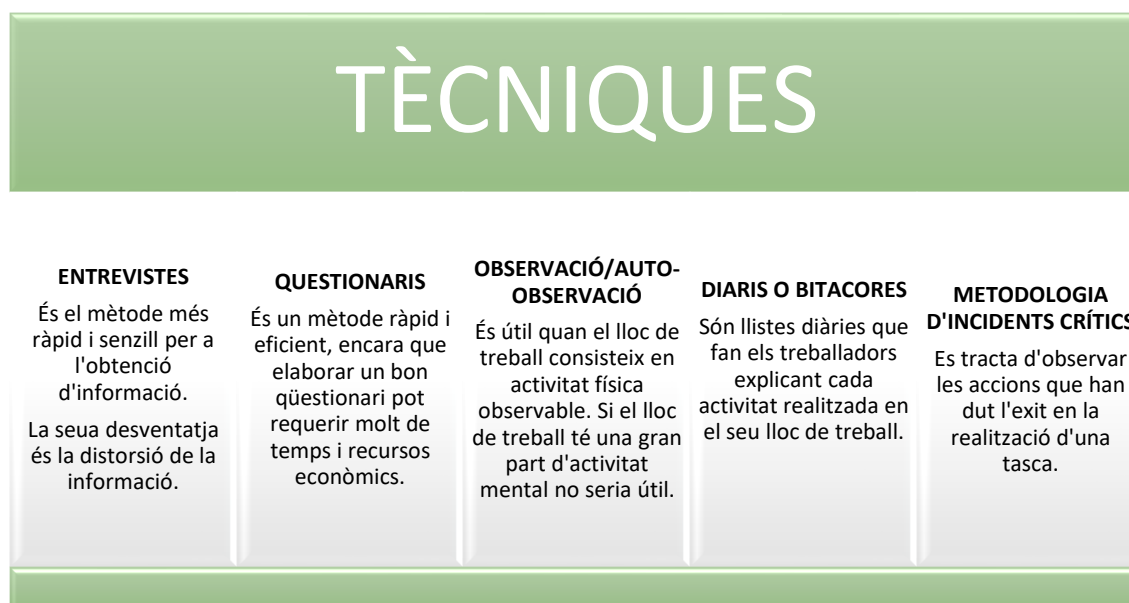 TÈCNIQUES
ENTREVISTES
És el mètode més
ràpid i senzill per a
l'obtenció
d'informació.
La seua desventatja
és la distorsió de la
informació.
QUESTIONARIS
És un mètode ràpid i
eficient, encara que
elaborar un bon
qüestionari pot
requerir molt de
temps i recursos
econòmics.
OBSERVACIÓ/AUTO-
OBSERVACIÓ
És útil quan el lloc de
treball consisteix en
activitat física
observable. Si el lloc
de treball té una gran
part d'activitat
mental no seria útil.
DIARIS O BITACORES
Són llistes diàries que
fan els treballadors
explicant cada
activitat realitzada en
el seu lloc de treball.
METODOLOGIA
D'INCIDENTS CRÍTICS
Es tracta d'observar
les accions que han
dut l'exit en la
realització d'una
tasca.